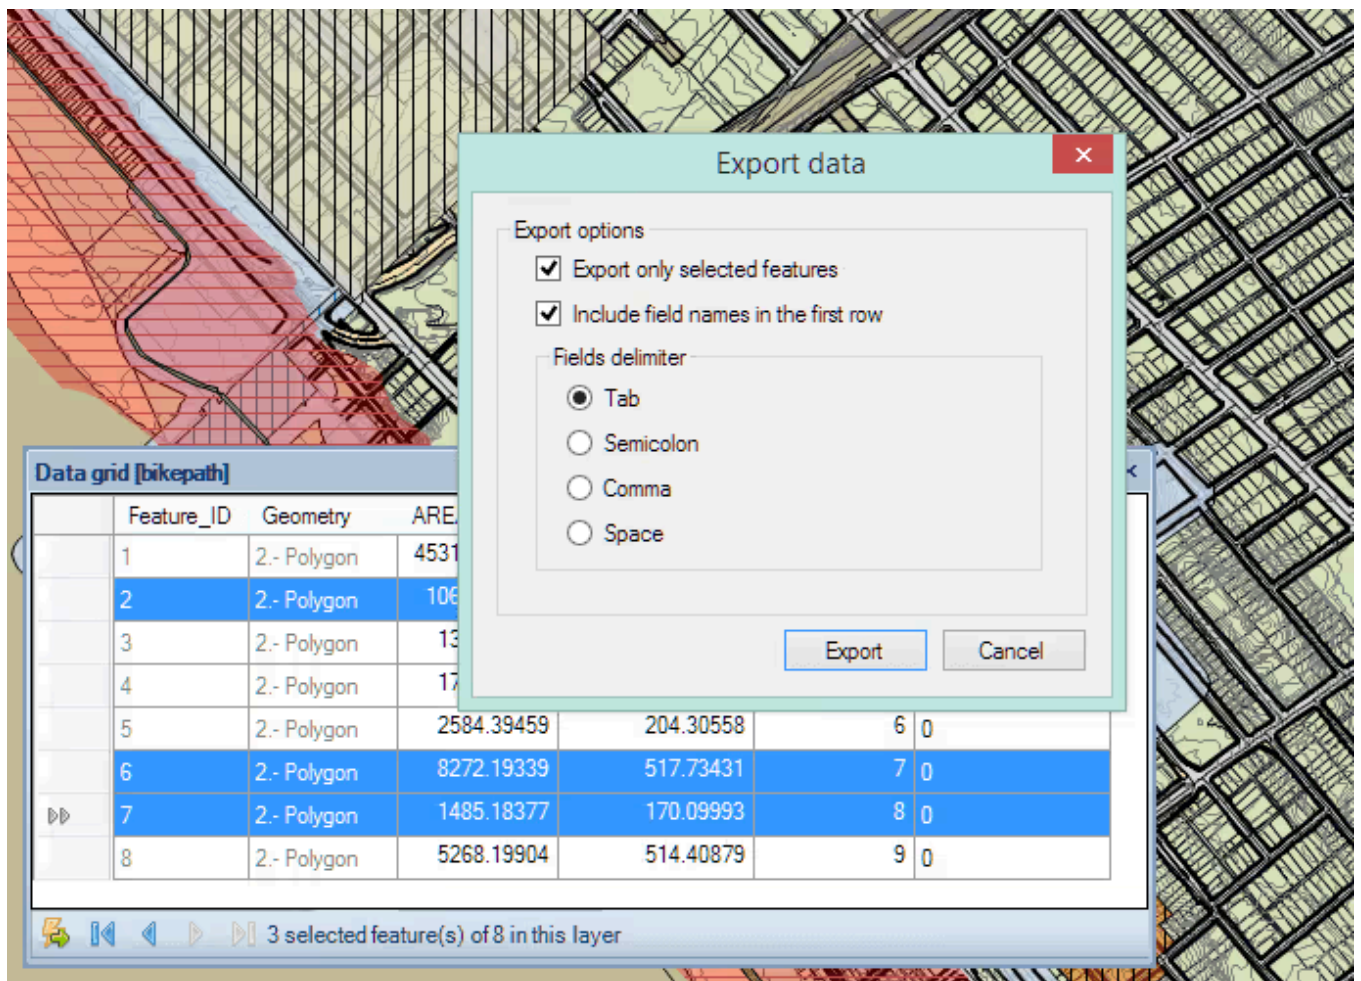 Export data
Export options
Export only selected features
Include field names in the first row
Fields delimiter
Tab
Semicolon
Comma
Space
Export Cancel
Data grid [bikepath]
Feature_ID Geometry
1 2.- Polygon 4531
2 2.- Polygon 106
3 2.- Polygon 13
4 2.- Polygon 17
5 2.- Polygon 2584.39459 204.30558 6 0
6 2.- Polygon 8272.19339 517.73431 7 0
7 2.- Polygon 1485.18377 170.09993 8 0
8 2.- Polygon 5268.19904 514.40879 9 0
3 selected feature(s) of 8 in this layer